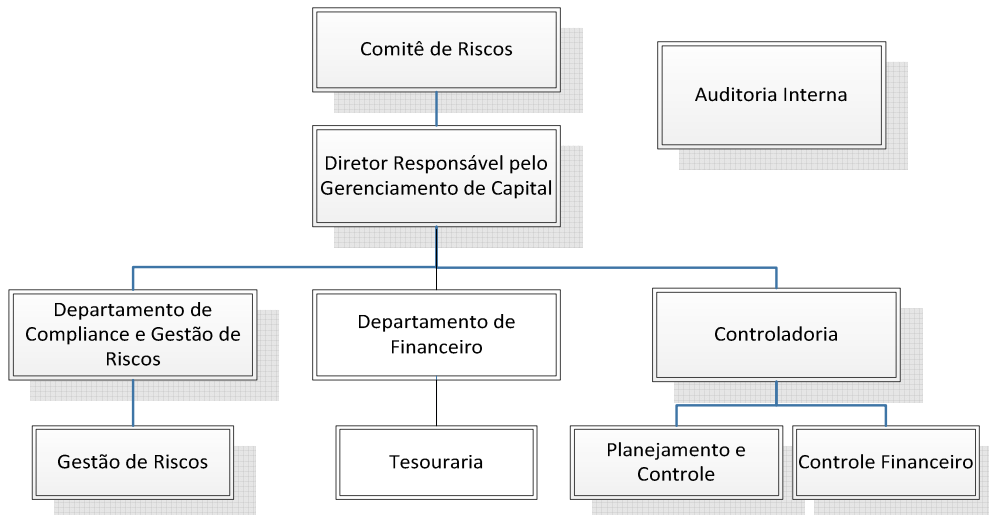 Comitê de Riscos
Auditoria Interna
Diretor Responsável pelo
Gerenciamento de Capital
Departamento de
Compliance e Gestão de
Riscos
Departamento de
Financeiro
Controladoria
Gestão de Riscos
Tesouraria
Planejamento e
Controle
Controle Financeiro